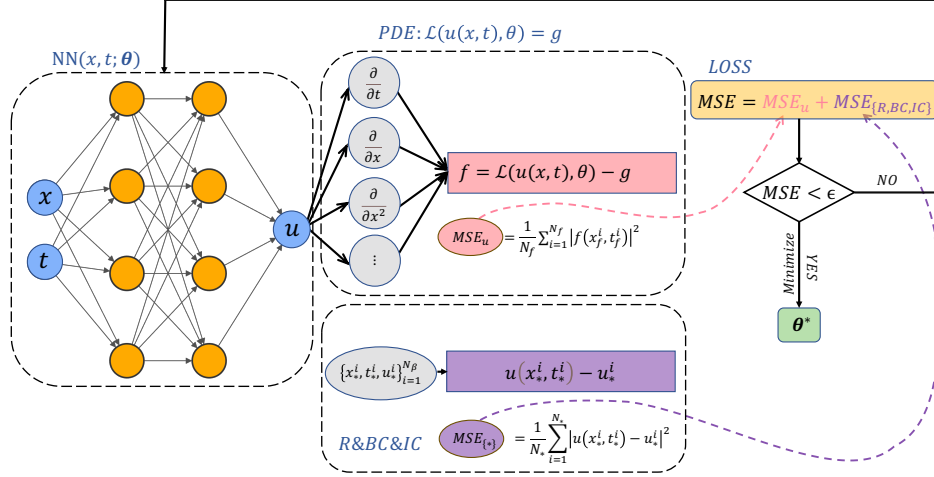 PDE: ℒ(u(x, t), θ) = g
NN(x, t; θ)
x
t
u
∂/∂t
∂/∂x
∂/∂x²
⋮
f = ℒ(u(x, t), θ) − g
MSE_u = 1/N_f ∑_{i=1}^{N_f} |f(x_f^i, t_f^i)|²
{x_*^i, t_*^i, u_*^i}_{i=1}^{N_β}
u(x_*^i, t_*^i) − u_*^i
R&BC&IC
MSE_{*} = 1/N_* ∑_{i=1}^{N_*} |u(x_*^i, t_*^i) − u_*^i|²
LOSS
MSE = MSE_u + MSE_{R,BC,IC}
MSE < ϵ
NO
Minimize
YES
θ*